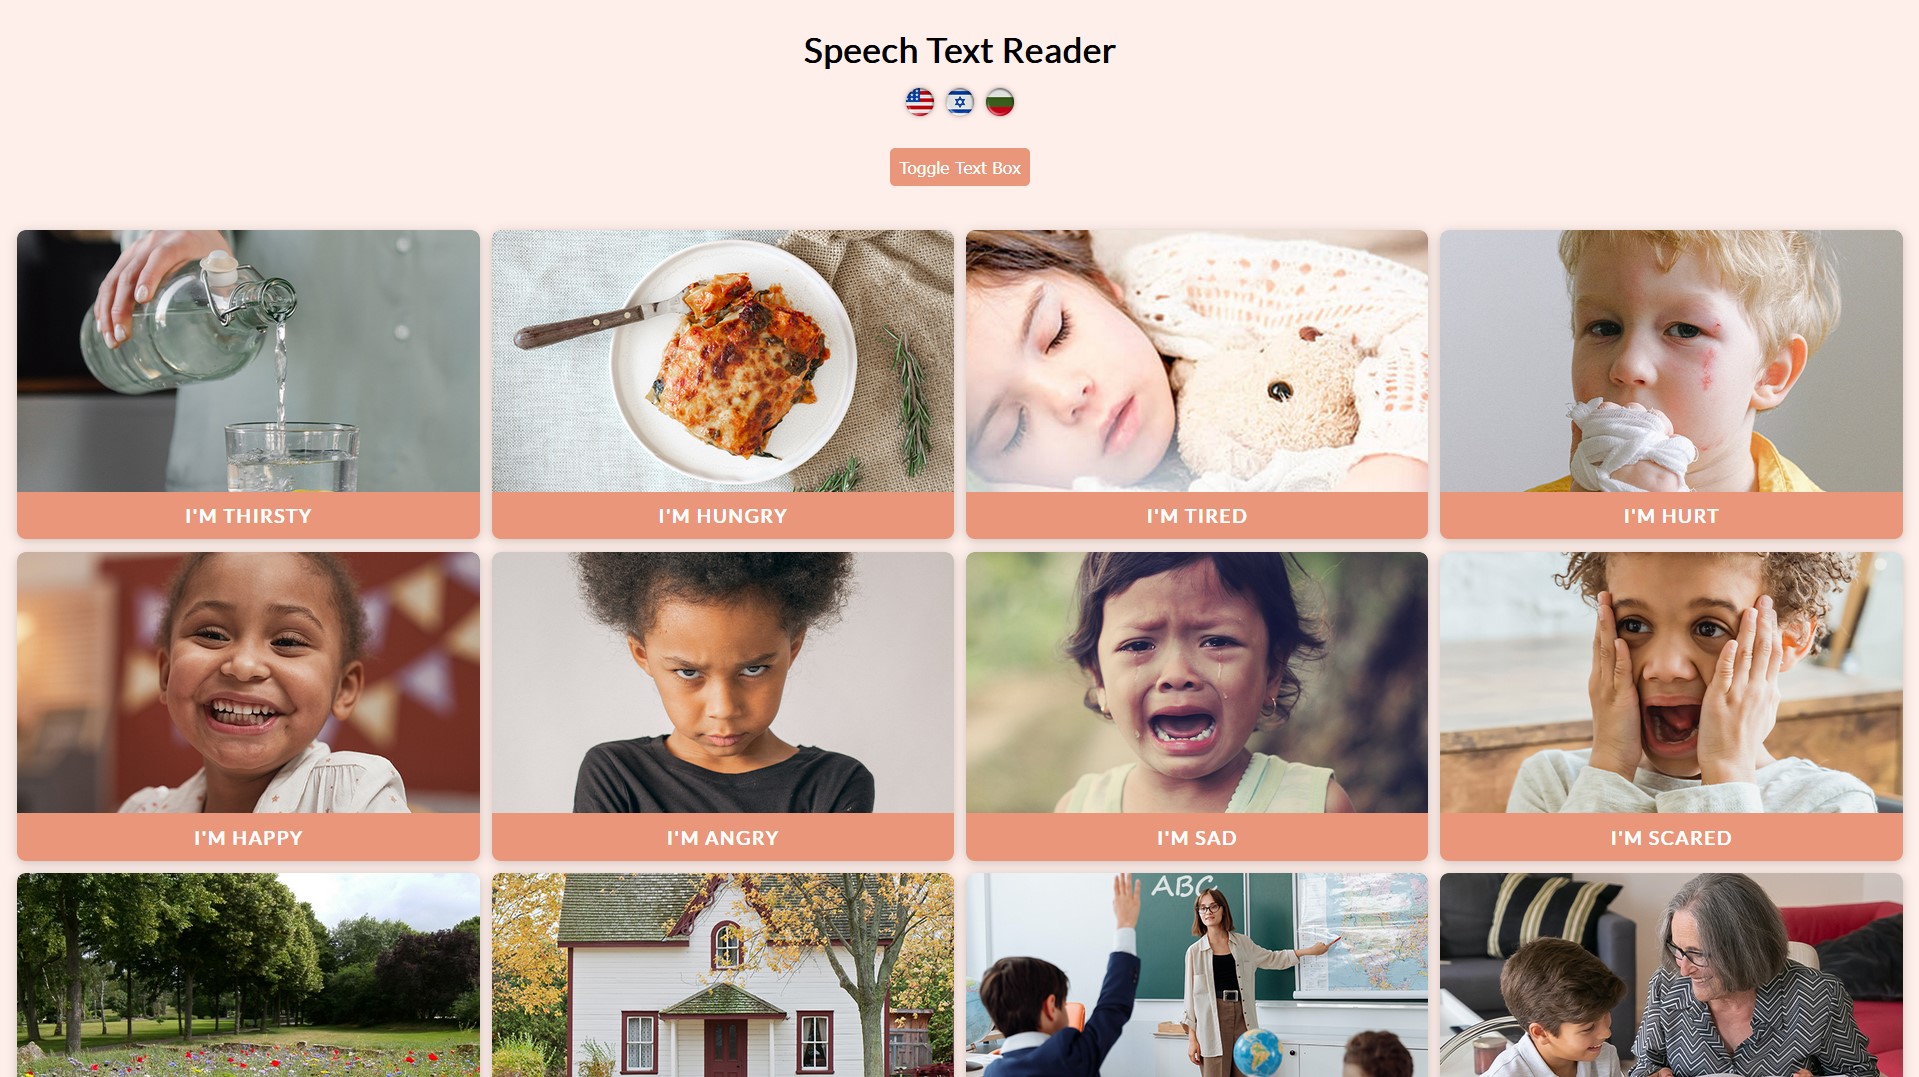 Speech Text Reader
Toggle Text Box
I'M THIRSTY
I'M HUNGRY
I'M TIRED
I'M HURT
I'M HAPPY
I'M ANGRY
I'M SAD
I'M SCARED
ABC